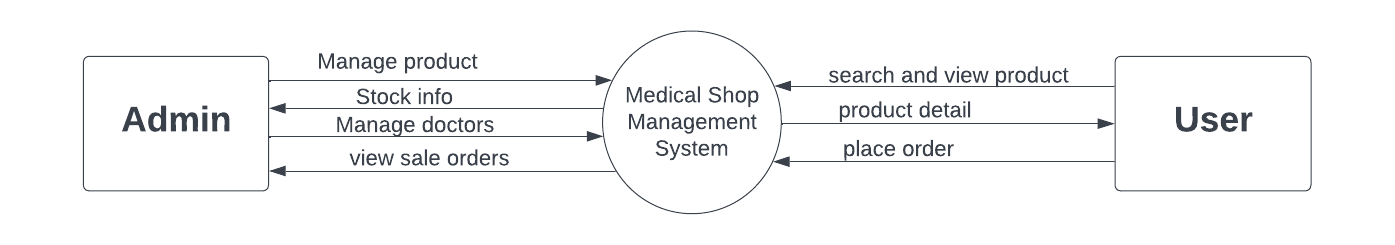 Admin
Manage product
Stock info
Manage doctors
view sale orders
Medical Shop
Management
System
search and view product
product detail
place order
User